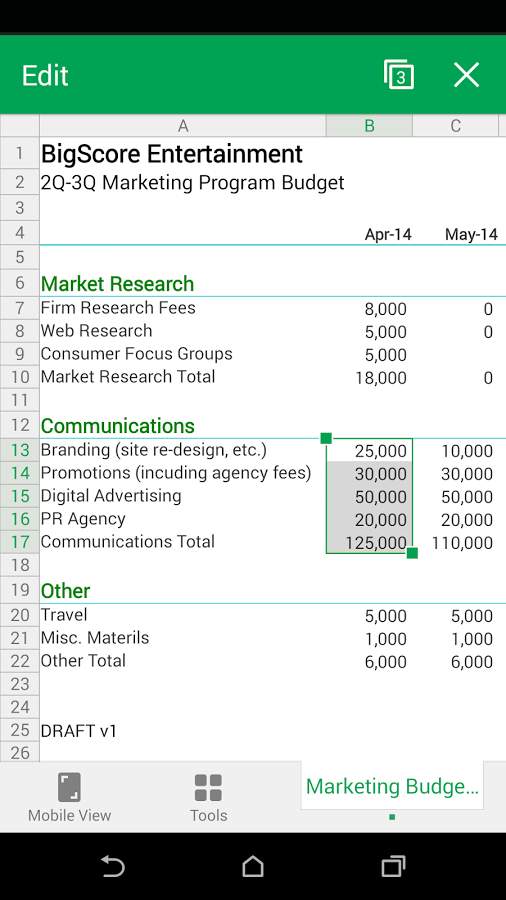 Edit 3
A B C
1 BigScore Entertainment
2 2Q-3Q Marketing Program Budget
3
4 Apr-14 May-14
5
6 Market Research
7 Firm Research Fees 8,000 0
8 Web Research 5,000 0
9 Consumer Focus Groups 5,000
10 Market Research Total 18,000 0
11
12 Communications
13 Branding (site re-design, etc.) 25,000 10,000
14 Promotions (incuding agency fees) 30,000 30,000
15 Digital Advertising 50,000 50,000
16 PR Agency 20,000 20,000
17 Communications Total 125,000 110,000
18
19 Other
20 Travel 5,000 5,000
21 Misc. Materils 1,000 1,000
22 Other Total 6,000 6,000
23
24
25 DRAFT v1
26
Mobile View Tools Marketing Budge...